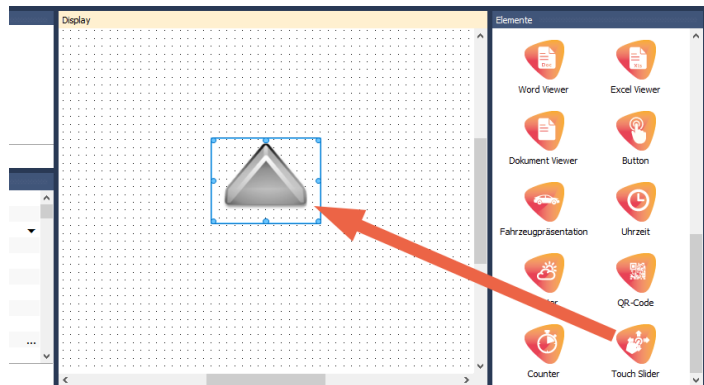 Display
Elemente
Word Viewer
Excel Viewer
Dokument Viewer
Button
Fahrzeugpräsentation
Uhrzeit
QR-Code
Counter
Touch Slider
...